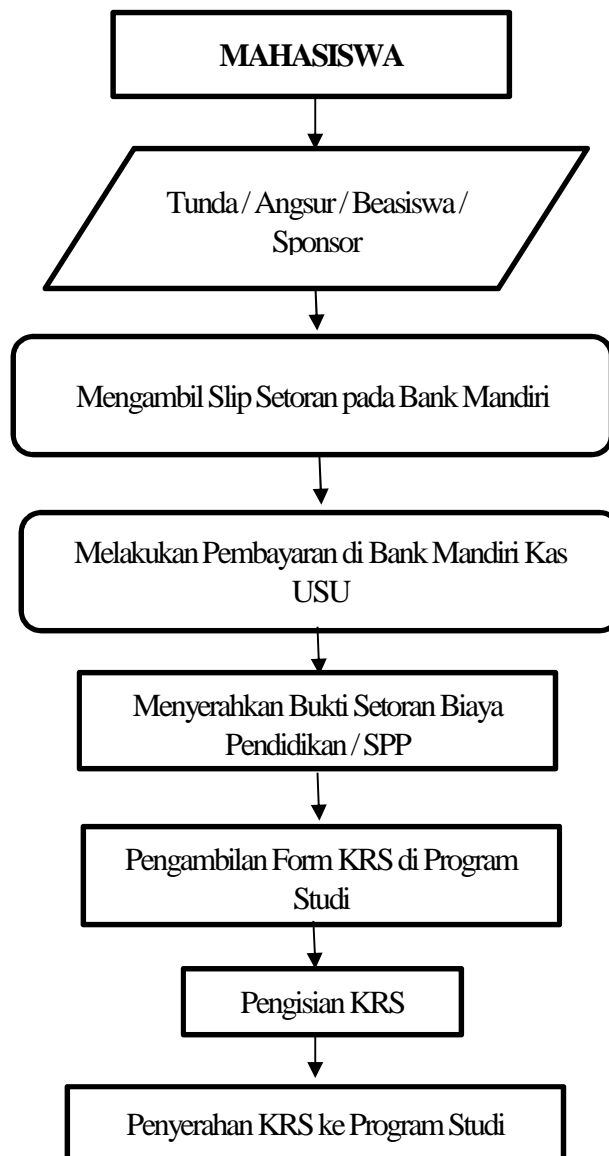 MAHASISWA
Tunda / Angsur / Beasiswa /
Sponsor
Mengambil Slip Setoran pada Bank Mandiri
Melakukan Pembayaran di Bank Mandiri Kas
USU
Menyerahkan Bukti Setoran Biaya
Pendidikan / SPP
Pengambilan Form KRS di Program
Studi
Pengisian KRS
Penyerahan KRS ke Program Studi